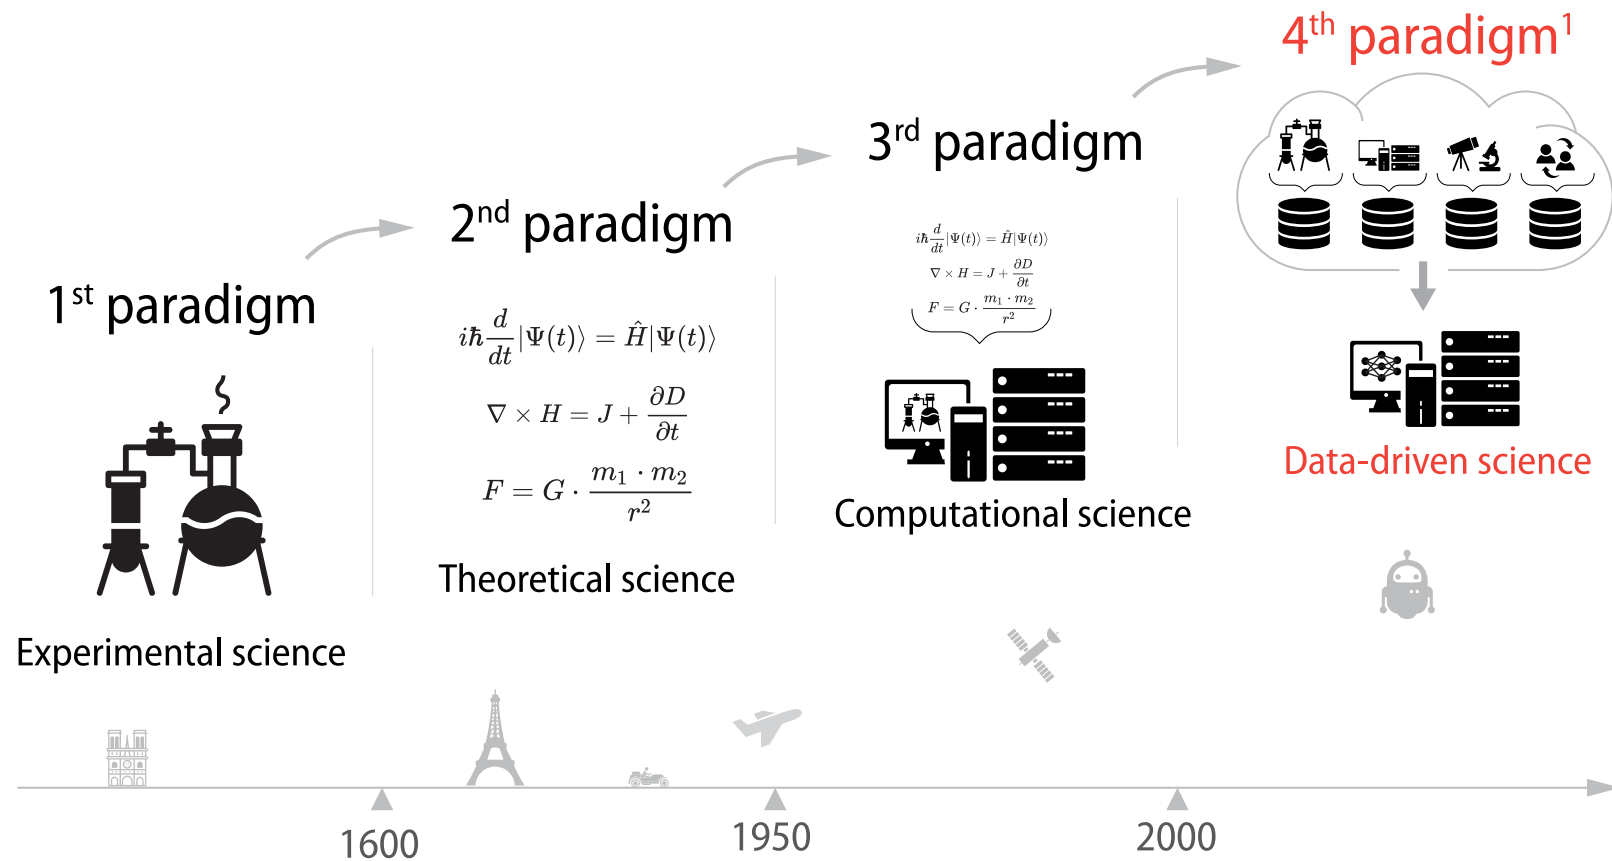 1st paradigm
Experimental science
2nd paradigm
iħ d/dt |Ψ(t)⟩ = Ĥ|Ψ(t)⟩
∇ × H = J + ∂D/∂t
F = G · m₁ · m₂/r²
Theoretical science
3rd paradigm
iħ d/dt |Ψ(t)⟩ = Ĥ|Ψ(t)⟩
∇ × H = J + ∂D/∂t
F = G · m₁ · m₂/r²
Computational science
4th paradigm¹
Data-driven science
1600
1950
2000